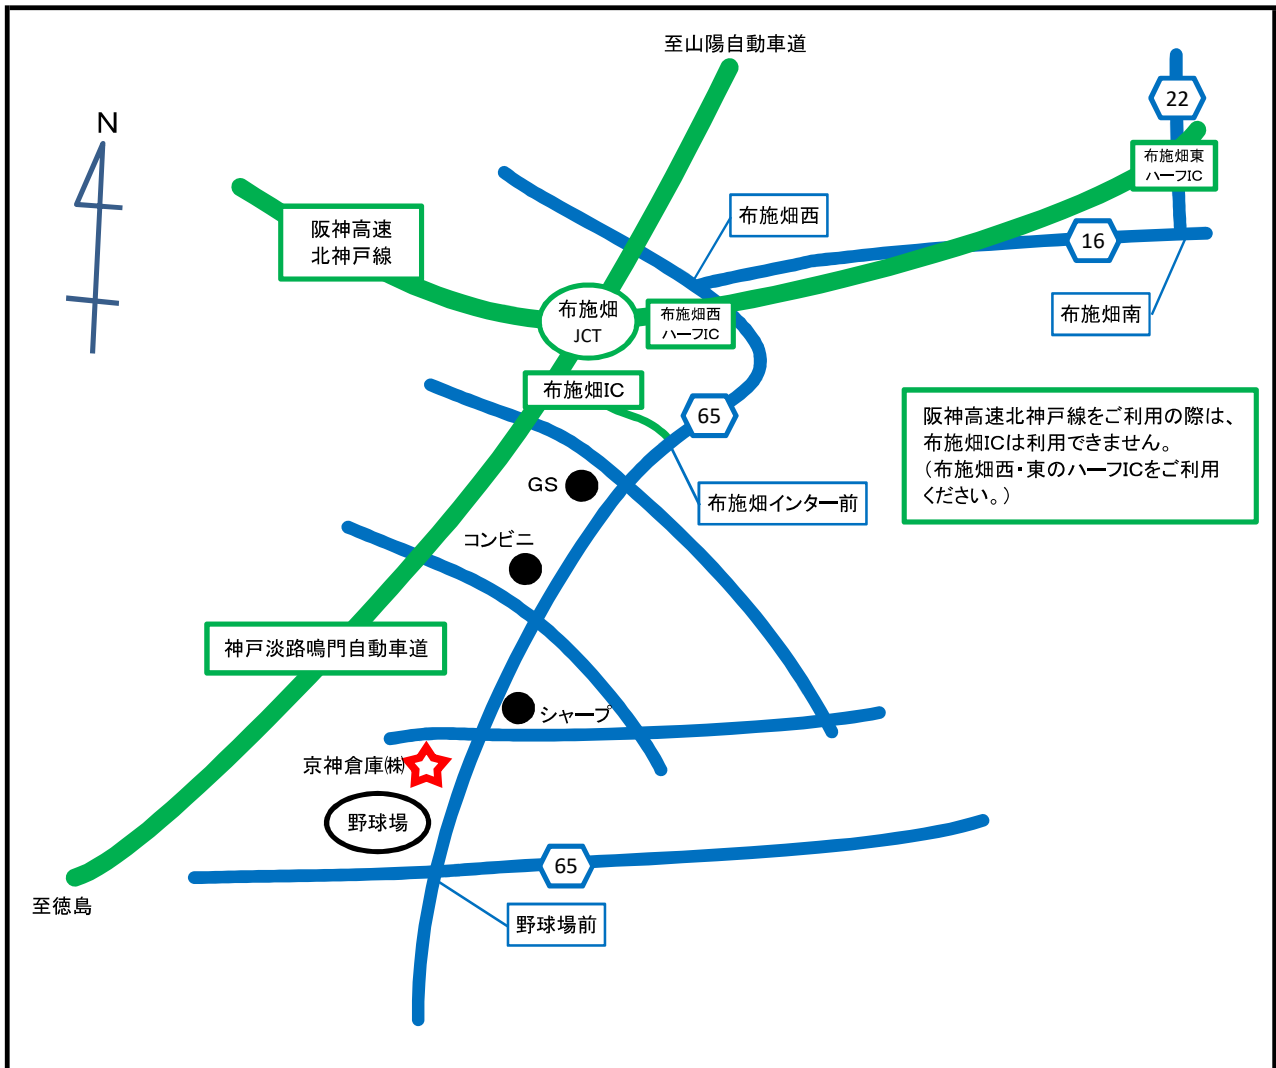 至山陽自動車道
22
N
布施畑東
ハーフIC
布施畑西
阪神高速
北神戸線
16
布施畑
JCT
布施畑西
ハーフIC
布施畑南
布施畑IC
65
阪神高速北神戸線をご利用の際は、
布施畑ICは利用できません。
（布施畑西・東のハーフICをご利用
ください。）
GS
布施畑インター前
コンビニ
神戸淡路鳴門自動車道
シャープ
京神倉庫㈱
野球場
65
至徳島
野球場前